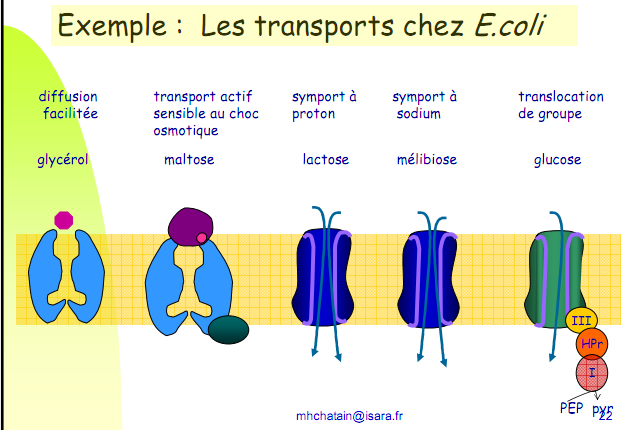 Exemple : Les transports chez E.coli
diffusion
facilitée
transport actif
sensible au choc
osmotique
symport à
proton
symport à
sodium
translocation
de groupe
glycérol
maltose
lactose
mélibiose
glucose
III
HPr
I
PEP pyr
mhchatain@isara.fr
22